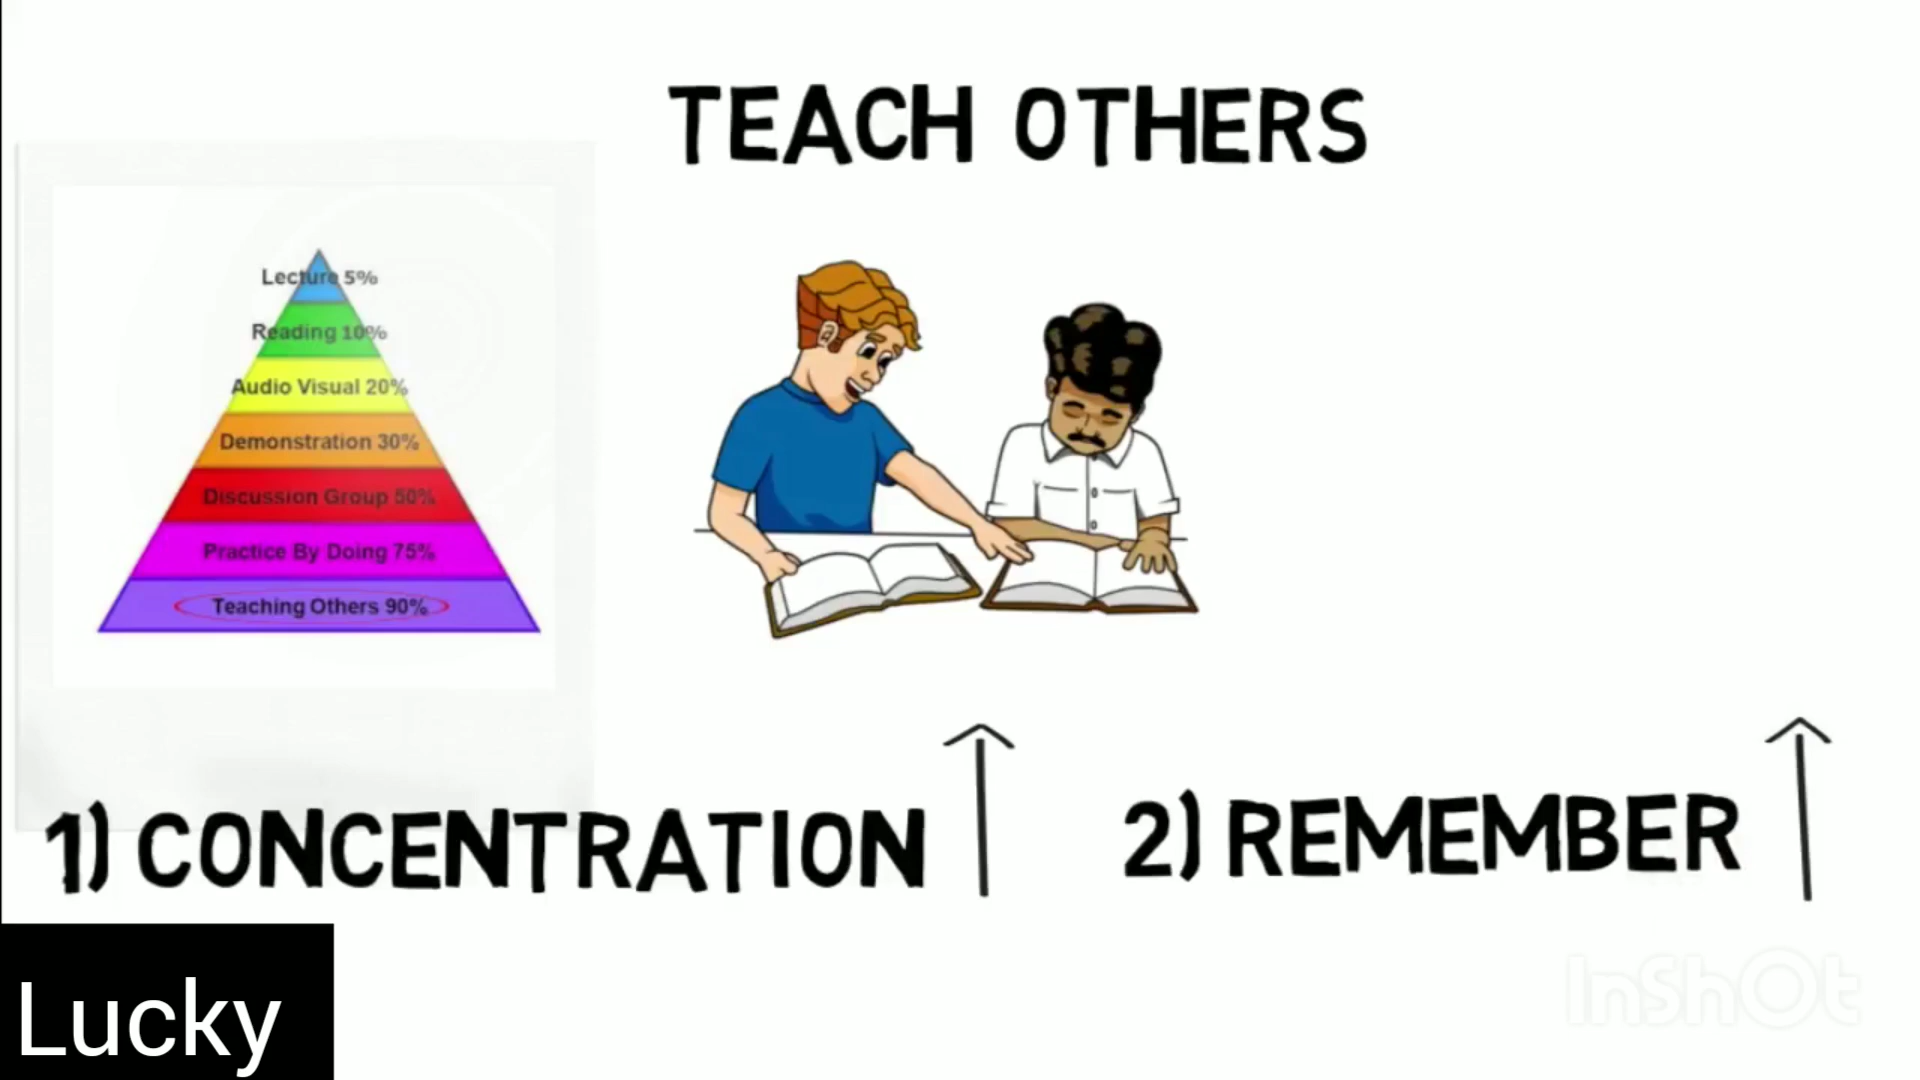 TEACH OTHERS
Lecture 5%
Reading 10%
Audio Visual 20%
Demonstration 30%
Discussion Group 50%
Practice By Doing 75%
Teaching Others 90%
1) CONCENTRATION
2) REMEMBER
Lucky
InShOt